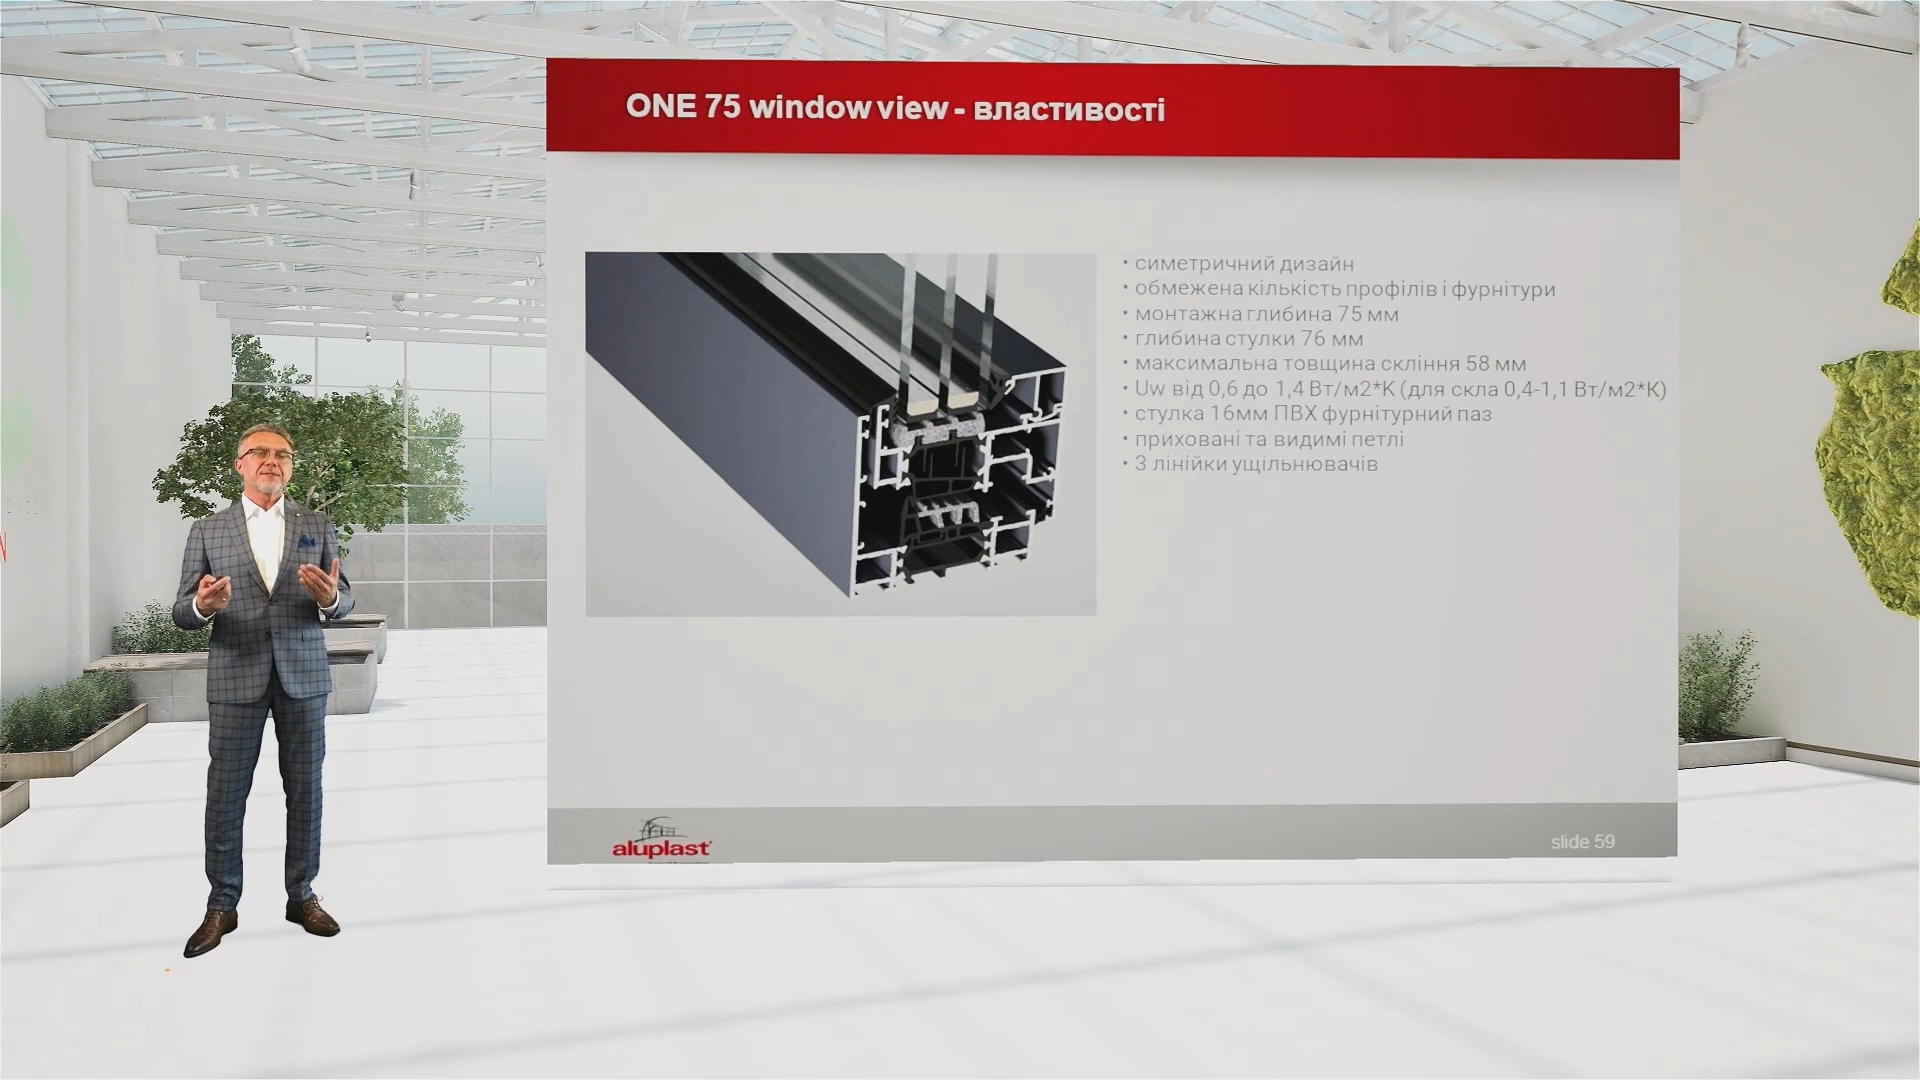 ONE 75 window view - властивості
• симетричний дизайн
• обмежена кількість профілів і фурнітури
• монтажна глибина 75 мм
• глибина стулки 76 мм
• максимальна товщина скління 58 мм
• Uw від 0,6 до 1,4 Вт/м2*K (для скла 0,4-1,1 Вт/м2*K)
• стулка 16мм ПВХ фурнітурний паз
• приховані та видимі петлі
• 3 лінійки ущільнювачів
aluplast®
slide 59